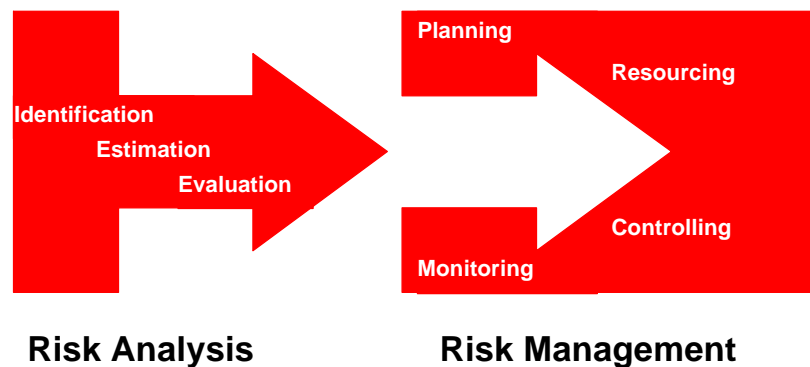 Identification
Estimation
Evaluation
Planning
Resourcing
Controlling
Monitoring
Risk Analysis
Risk Management